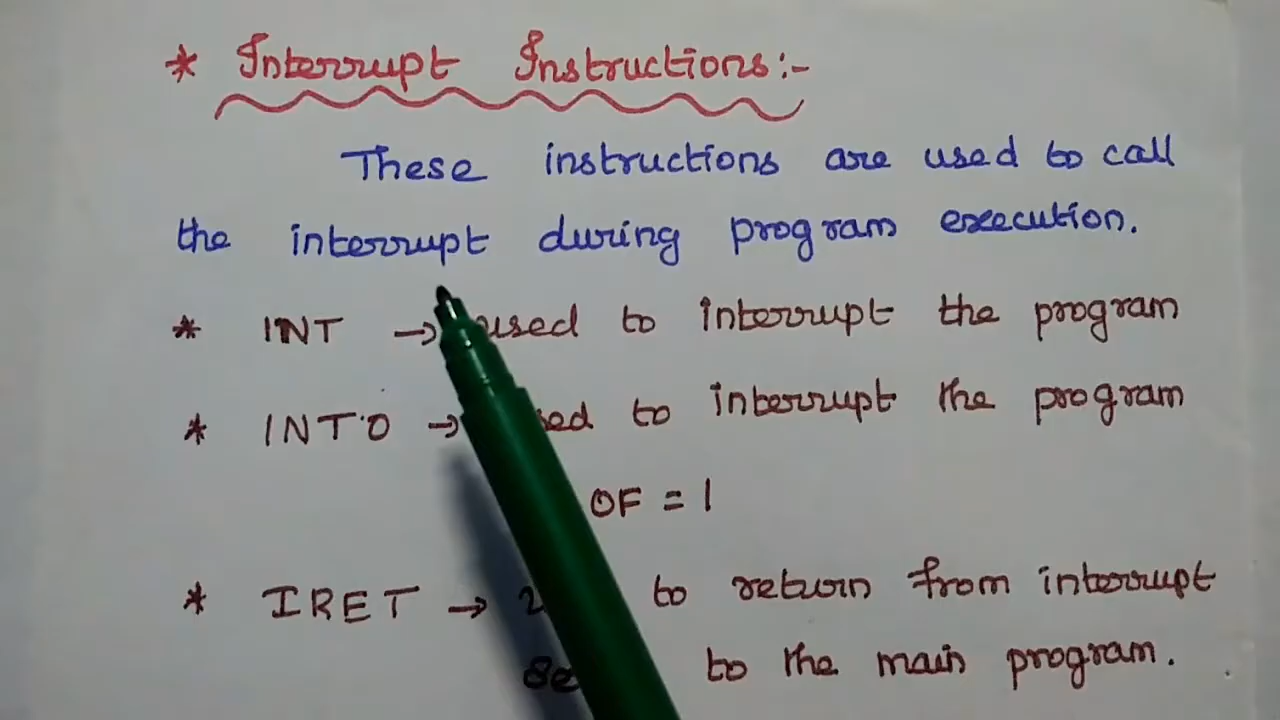 * Interrupt Instructions:-
These instructions are used to call
the interrupt during program execution.
* INT → used to interrupt the program
* INTO → to interrupt the program
OF = 1
* IRET → to return from interrupt
to the main program.